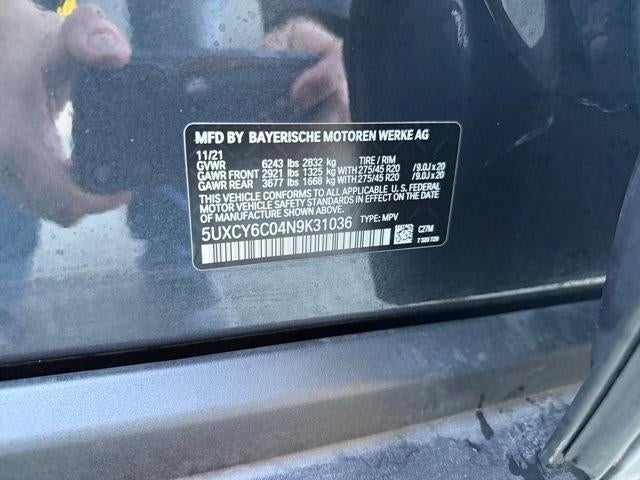 MFD BY BAYERISCHE MOTOREN WERKE AG
11/21
GVWR 6243 lbs 2832 kg TIRE / RIM
GAWR FRONT 2921 lbs 1325 kg WITH 275/45 R20 /9.0J x 20
GAWR REAR 3677 lbs 1668 kg WITH 275/45 R20 /9.0J x 20
THIS VEHICLE CONFORMS TO ALL APPLICABLE U. S. FEDERAL
MOTOR VEHICLE SAFETY STANDARDS IN EFFECT ON THE
DATE OF MANUFACTURE SHOWN ABOVE.
5UXCY6C04N9K31036 TYPE: MPV
C27M